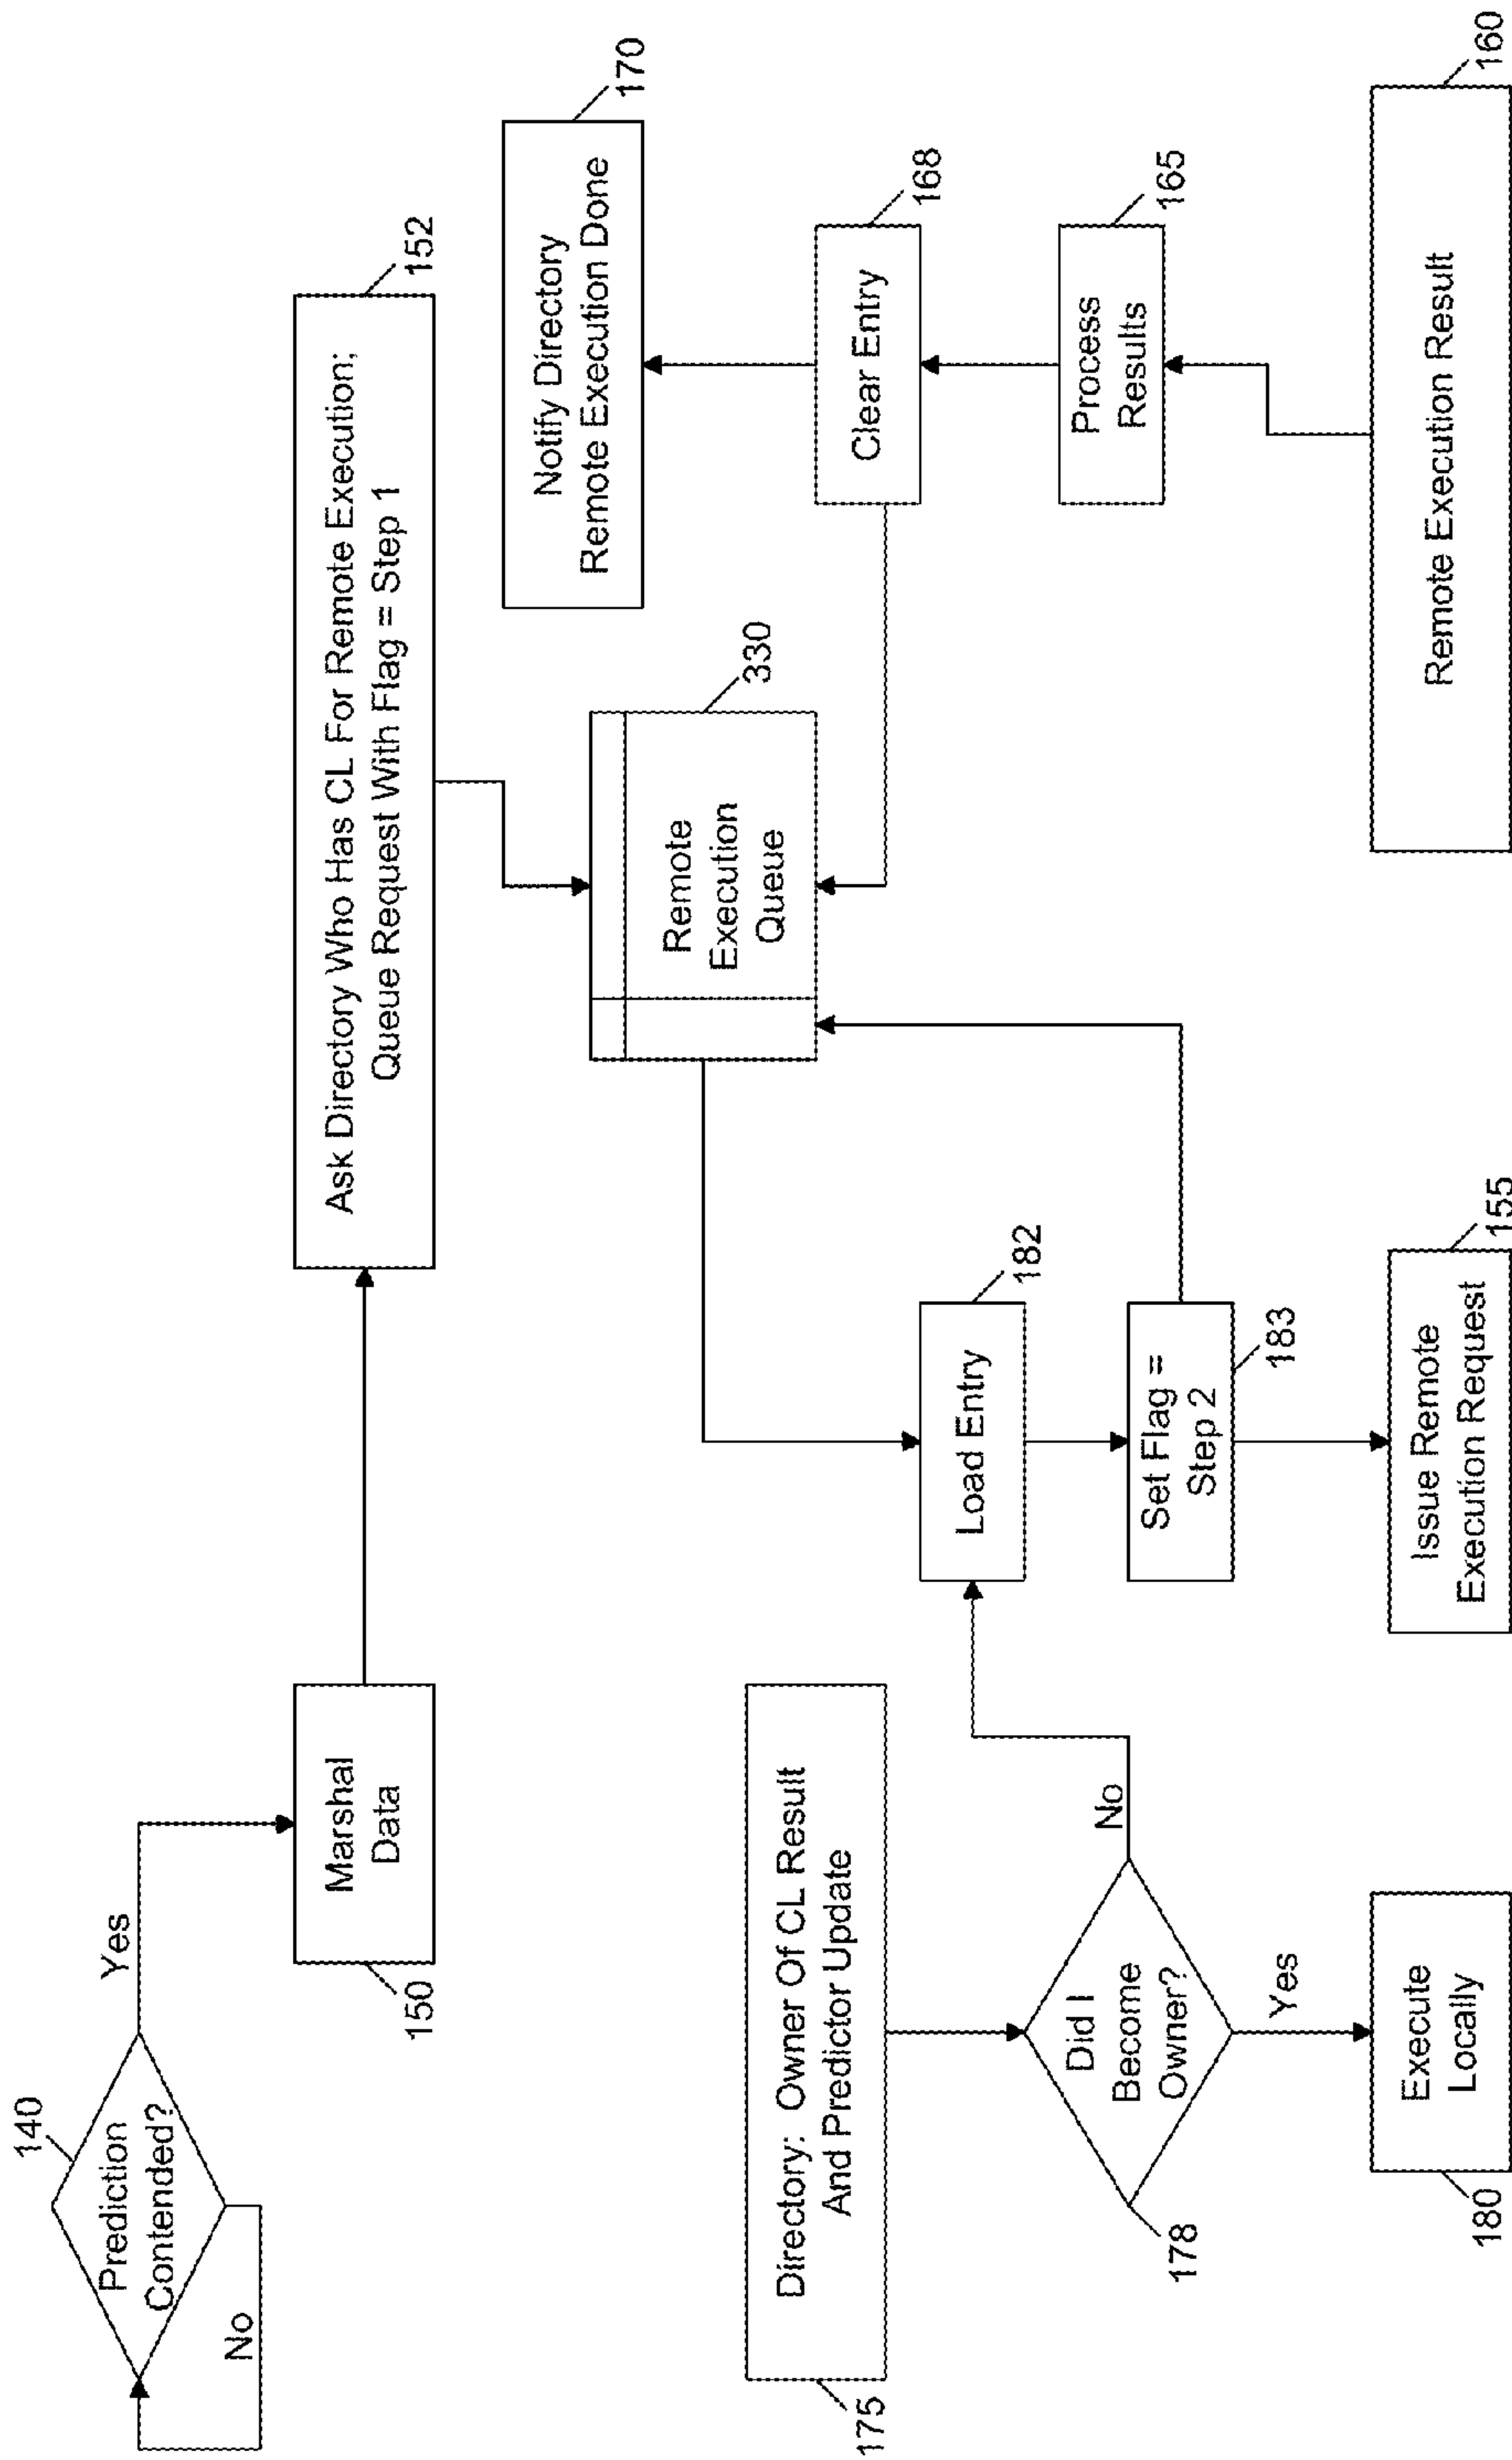 140
Prediction
Contended?
Yes
No
Marshal
Data
150
Ask Directory Who Has CL For Remote Execution;
Queue Request With Flag = Step 1
152
Directory: Owner Of CL Result
And Predictor Update
175
Did I
Become
Owner?
178
No
Yes
Execute
Locally
180
Load Entry
182
Set Flag =
Step 2
183
Issue Remote
Execution Request
155
Remote
Execution
Queue
330
Notify Directory
Remote Execution Done
170
Clear Entry
168
Process
Results
165
Remote Execution Result
160